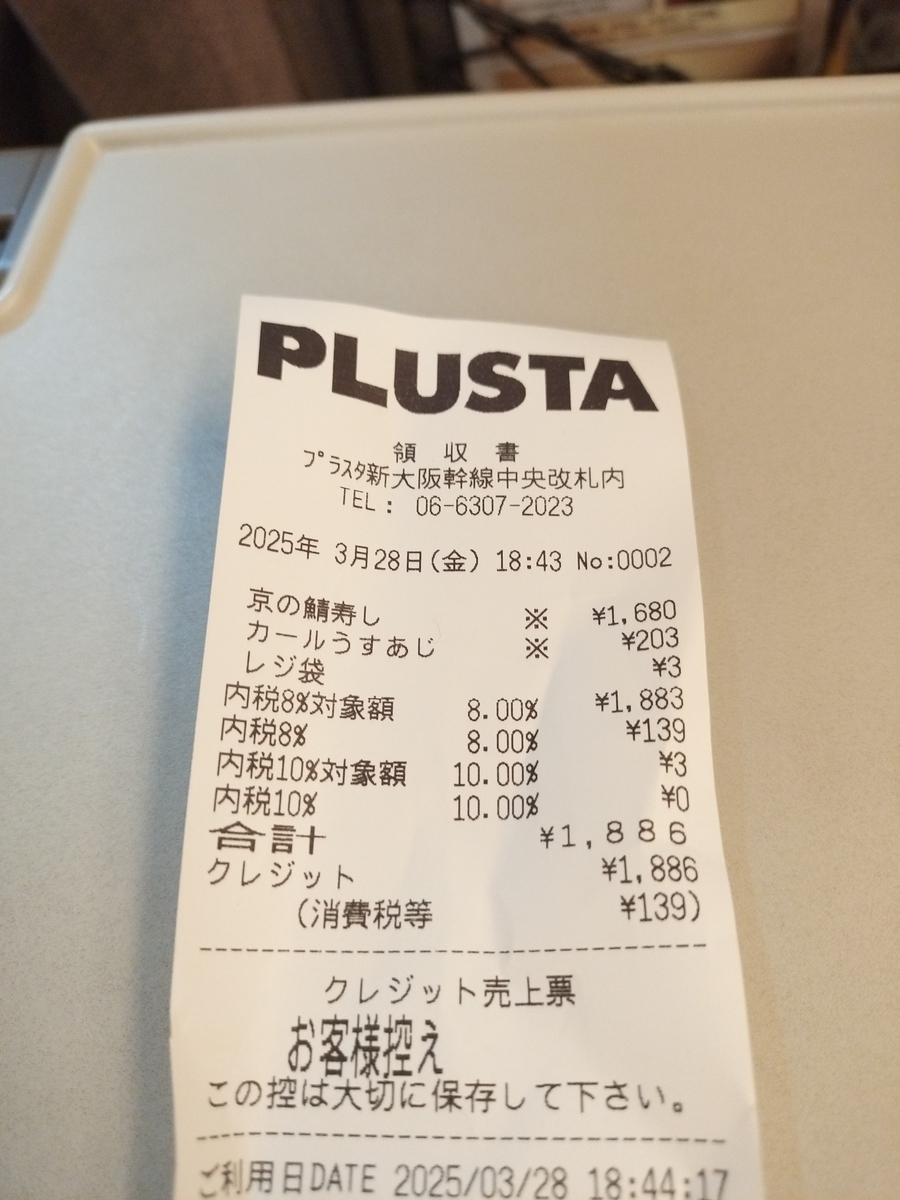 PLUSTA
領 収 書
プラスタ新大阪幹線中央改札内
TEL: 06-6307-2023
2025年 3月28日(金) 18:43 No:0002
京の鯖寿し ※ ¥1,680
カールうすあじ ※ ¥203
レジ袋 ¥3
内税8%対象額 8.00% ¥1,883
内税8% 8.00% ¥139
内税10%対象額 10.00% ¥3
内税10% 10.00% ¥0
合計 ¥1,886
クレジット ¥1,886
(消費税等 ¥139)
クレジット売上票
お客様控え
この控は大切に保存して下さい。
ご利用日DATE 2025/03/28 18:44:17